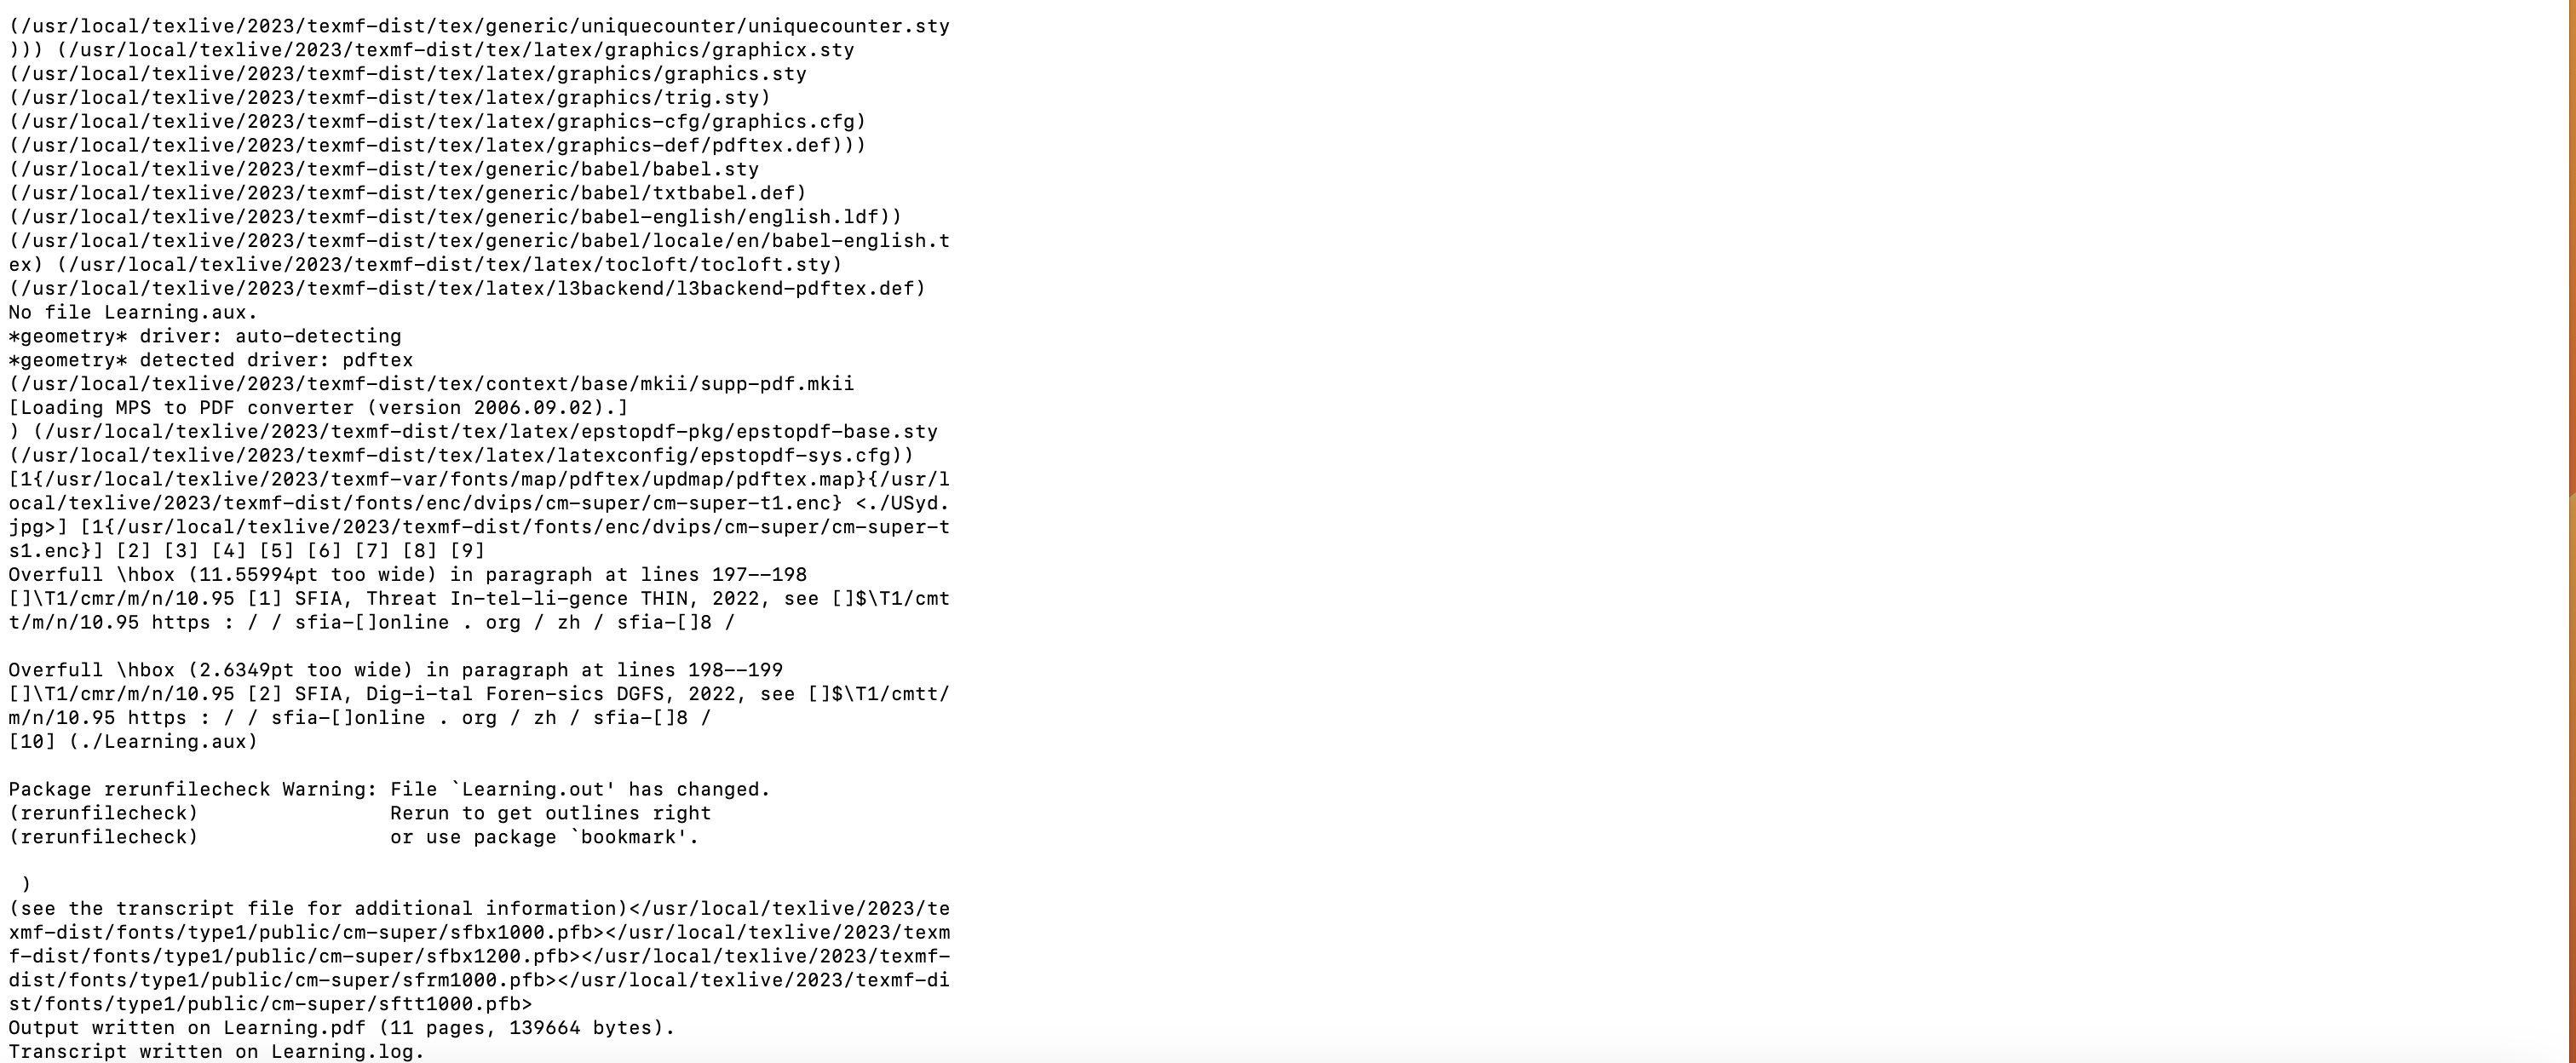 (/usr/local/texlive/2023/texmf-dist/tex/generic/uniquecounter/uniquecounter.sty
))) (/usr/local/texlive/2023/texmf-dist/tex/latex/graphics/graphicx.sty
(/usr/local/texlive/2023/texmf-dist/tex/latex/graphics/graphics.sty
(/usr/local/texlive/2023/texmf-dist/tex/latex/graphics/trig.sty)
(/usr/local/texlive/2023/texmf-dist/tex/latex/graphics-cfg/graphics.cfg)
(/usr/local/texlive/2023/texmf-dist/tex/latex/graphics-def/pdftex.def)))
(/usr/local/texlive/2023/texmf-dist/tex/generic/babel/babel.sty
(/usr/local/texlive/2023/texmf-dist/tex/generic/babel/txtbabel.def)
(/usr/local/texlive/2023/texmf-dist/tex/generic/babel-english/english.ldf))
(/usr/local/texlive/2023/texmf-dist/tex/generic/babel/locale/en/babel-english.t
ex) (/usr/local/texlive/2023/texmf-dist/tex/latex/tocloft/tocloft.sty)
(/usr/local/texlive/2023/texmf-dist/tex/latex/l3backend/l3backend-pdftex.def)
No file Learning.aux.
*geometry* driver: auto-detecting
*geometry* detected driver: pdftex
(/usr/local/texlive/2023/texmf-dist/tex/context/base/mkii/supp-pdf.mkii
[Loading MPS to PDF converter (version 2006.09.02).]
) (/usr/local/texlive/2023/texmf-dist/tex/latex/epstopdf-pkg/epstopdf-base.sty
(/usr/local/texlive/2023/texmf-dist/tex/latex/latexconfig/epstopdf-sys.cfg))
[1{/usr/local/texlive/2023/texmf-var/fonts/map/pdftex/updmap/pdftex.map}{/usr/l
ocal/texlive/2023/texmf-dist/fonts/enc/dvips/cm-super/cm-super-t1.enc} <./USyd.
jpg>] [1{/usr/local/texlive/2023/texmf-dist/fonts/enc/dvips/cm-super/cm-super-t
s1.enc}] [2] [3] [4] [5] [6] [7] [8] [9]
Overfull \hbox (11.55994pt too wide) in paragraph at lines 197--198
[]\T1/cmr/m/n/10.95 [1] SFIA, Threat In-tel-li-gence THIN, 2022, see []$\T1/cmt
t/m/n/10.95 https : / / sfia-[]online . org / zh / sfia-[]8 /
Overfull \hbox (2.6349pt too wide) in paragraph at lines 198--199
[]\T1/cmr/m/n/10.95 [2] SFIA, Dig-i-tal Foren-sics DGFS, 2022, see []$\T1/cmtt/
m/n/10.95 https : / / sfia-[]online . org / zh / sfia-[]8 /
[10] (./Learning.aux)
Package rerunfilecheck Warning: File `Learning.out' has changed.
(rerunfilecheck)                Rerun to get outlines right
(rerunfilecheck)                or use package `bookmark'.
)
(see the transcript file for additional information)</usr/local/texlive/2023/te
xmf-dist/fonts/type1/public/cm-super/sfbx1000.pfb></usr/local/texlive/2023/texm
f-dist/fonts/type1/public/cm-super/sfbx1200.pfb></usr/local/texlive/2023/texmf-
dist/fonts/type1/public/cm-super/sfrm1000.pfb></usr/local/texlive/2023/texmf-di
st/fonts/type1/public/cm-super/sftt1000.pfb>
Output written on Learning.pdf (11 pages, 139664 bytes).
Transcript written on Learning.log.